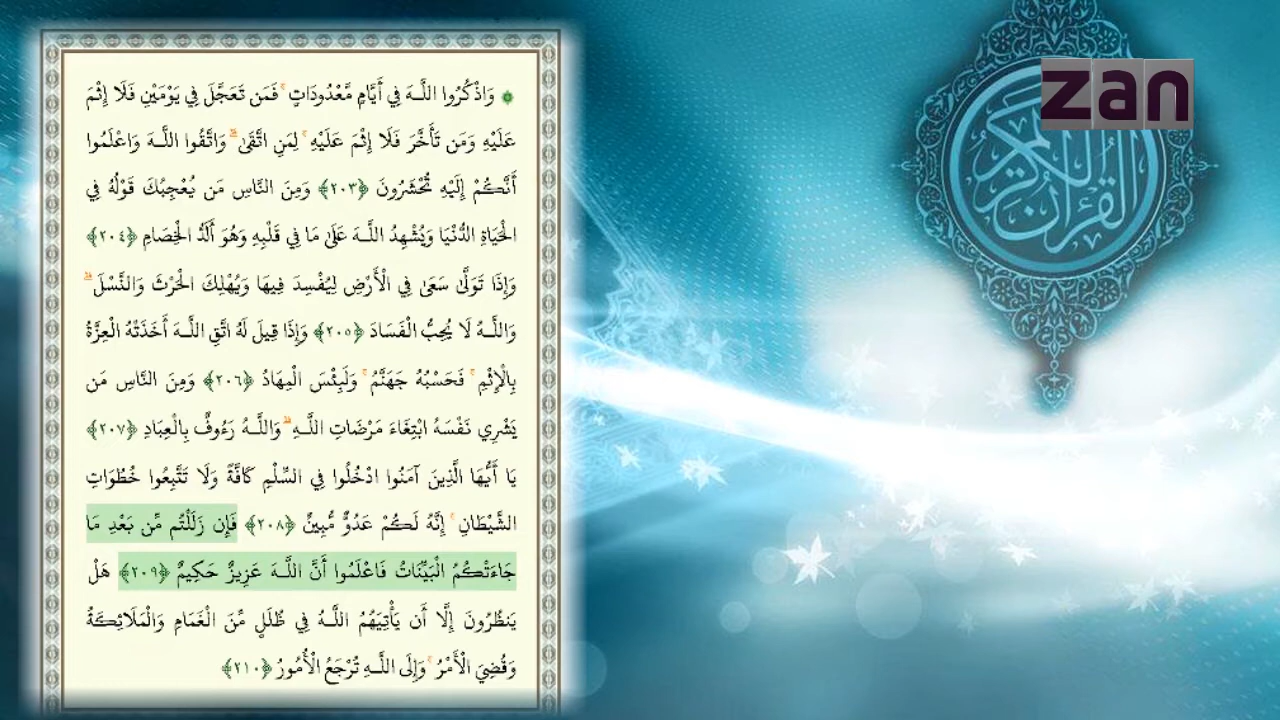 ۞ وَاذْكُرُوا اللَّـهَ فِي أَيَّامٍ مَّعْدُودَاتٍ ۚ فَمَن تَعَجَّلَ فِي يَوْمَيْنِ فَلَا إِثْمَ
عَلَيْهِ وَمَن تَأَخَّرَ فَلَا إِثْمَ عَلَيْهِ ۚ لِمَنِ اتَّقَىٰ ۗ وَاتَّقُوا اللَّـهَ وَاعْلَمُوا
أَنَّكُمْ إِلَيْهِ تُحْشَرُونَ ﴿٢٠٣﴾ وَمِنَ النَّاسِ مَن يُعْجِبُكَ قَوْلُهُ فِي
الْحَيَاةِ الدُّنْيَا وَيُشْهِدُ اللَّـهَ عَلَىٰ مَا فِي قَلْبِهِ وَهُوَ أَلَدُّ الْخِصَامِ ﴿٢٠٤﴾
وَإِذَا تَوَلَّىٰ سَعَىٰ فِي الْأَرْضِ لِيُفْسِدَ فِيهَا وَيُهْلِكَ الْحَرْثَ وَالنَّسْلَ ۗ
وَاللَّـهُ لَا يُحِبُّ الْفَسَادَ ﴿٢٠٥﴾ وَإِذَا قِيلَ لَهُ اتَّقِ اللَّـهَ أَخَذَتْهُ الْعِزَّةُ
بِالْإِثْمِ ۚ فَحَسْبُهُ جَهَنَّمُ ۚ وَلَبِئْسَ الْمِهَادُ ﴿٢٠٦﴾ وَمِنَ النَّاسِ مَن
يَشْرِي نَفْسَهُ ابْتِغَاءَ مَرْضَاتِ اللَّـهِ ۗ وَاللَّـهُ رَءُوفٌ بِالْعِبَادِ ﴿٢٠٧﴾
يَا أَيُّهَا الَّذِينَ آمَنُوا ادْخُلُوا فِي السِّلْمِ كَافَّةً وَلَا تَتَّبِعُوا خُطُوَاتِ
الشَّيْطَانِ ۚ إِنَّهُ لَكُمْ عَدُوٌّ مُّبِينٌ ﴿٢٠٨﴾ فَإِن زَلَلْتُم مِّن بَعْدِ مَا
جَاءَتْكُمُ الْبَيِّنَاتُ فَاعْلَمُوا أَنَّ اللَّـهَ عَزِيزٌ حَكِيمٌ ﴿٢٠٩﴾ هَلْ
يَنظُرُونَ إِلَّا أَن يَأْتِيَهُمُ اللَّـهُ فِي ظُلَلٍ مِّنَ الْغَمَامِ وَالْمَلَائِكَةُ
وَقُضِيَ الْأَمْرُ ۚ وَإِلَى اللَّـهِ تُرْجَعُ الْأُمُورُ ﴿٢١٠﴾
zan
القرآن الكريم